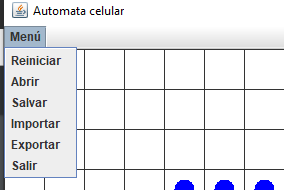 Automata celular
Menú
Reiniciar
Abrir
Salvar
Importar
Exportar
Salir